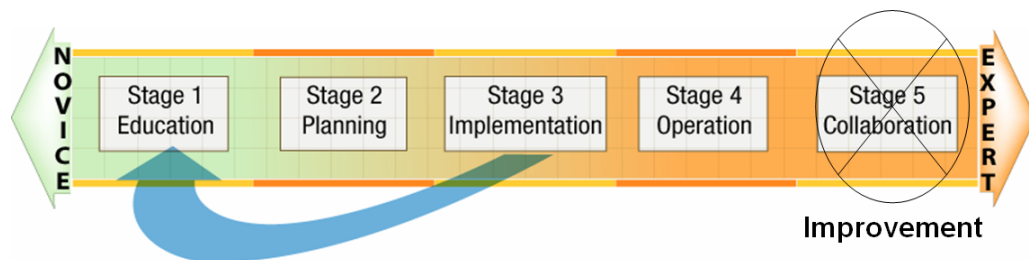 NOVICE
Stage 1
Education
Stage 2
Planning
Stage 3
Implementation
Stage 4
Operation
Stage 5
Collaboration
EXPERT
Improvement